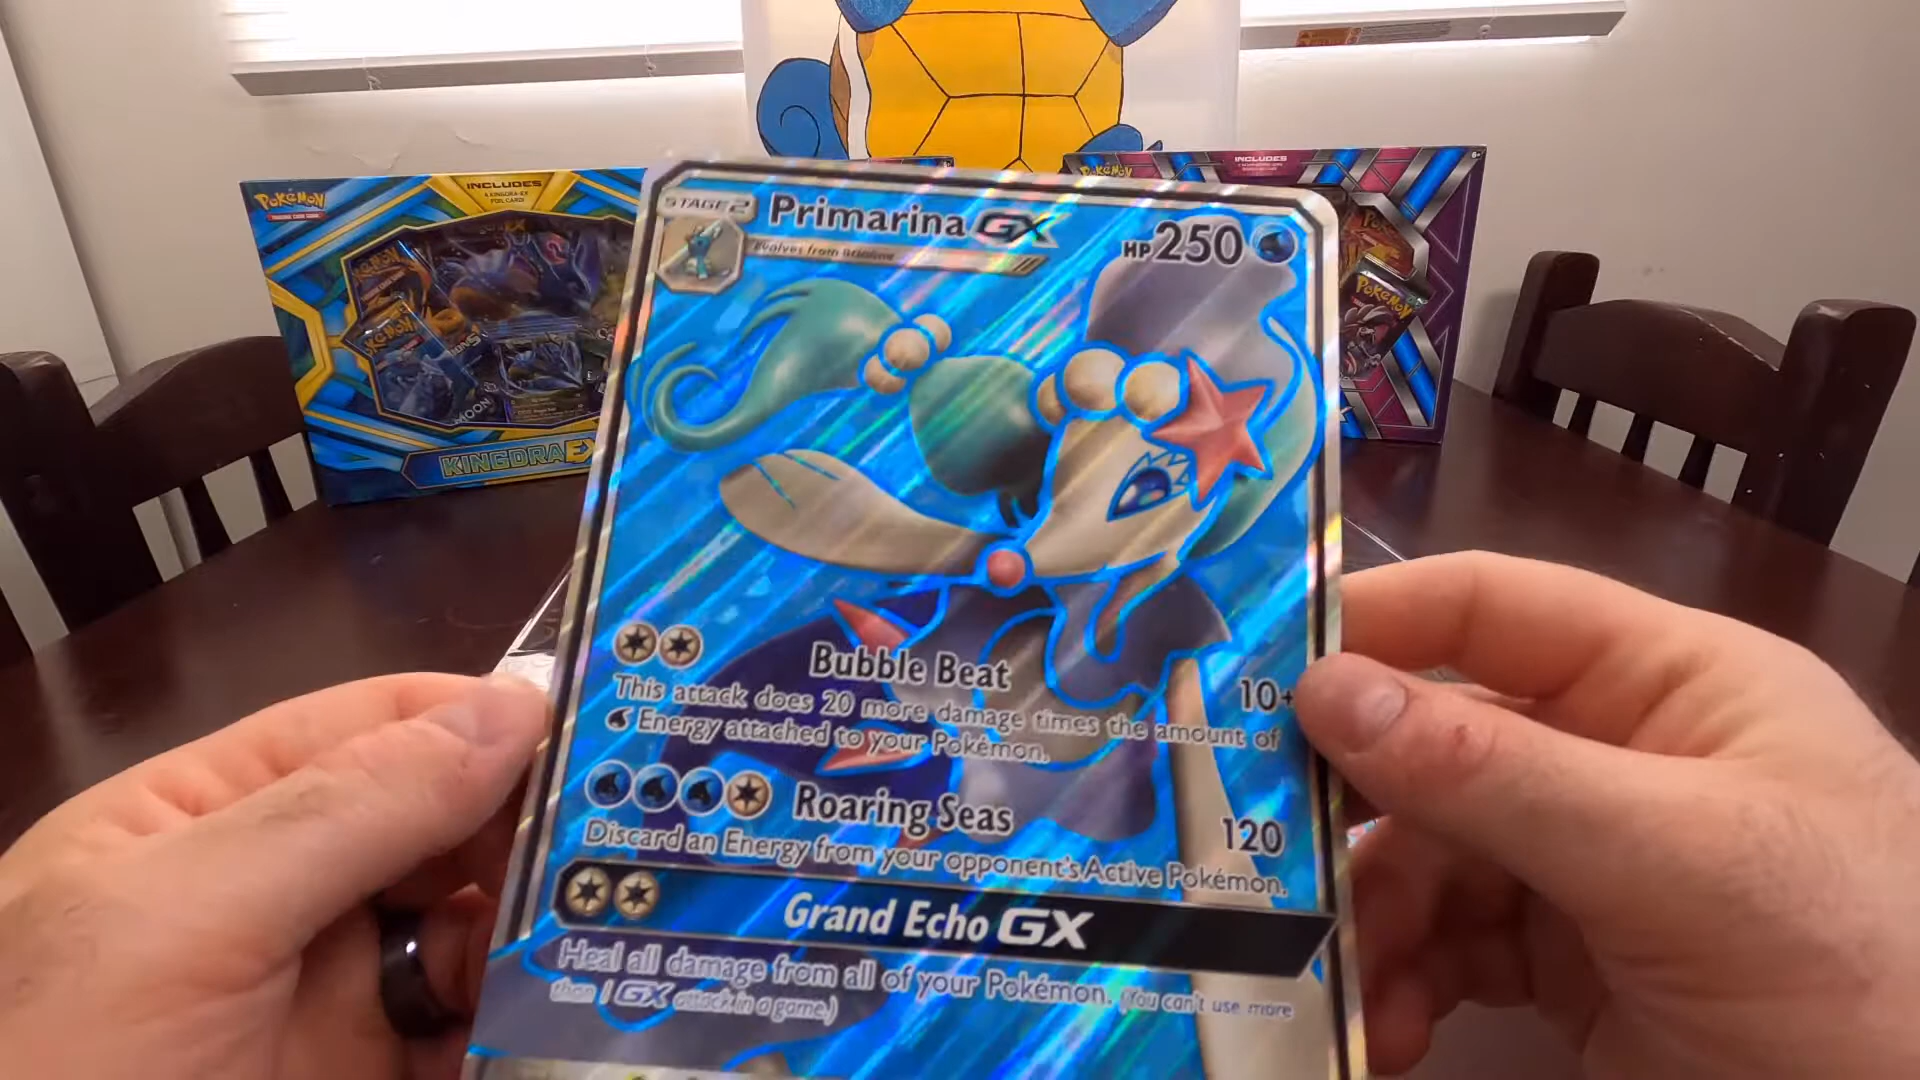 INCLUDES
Pokémon
KINGDRA EX
INCLUDES
Pokémon
Pokémon
STAGE 2
Primarina GX
HP 250
Evolves from Brionne
Bubble Beat
10+
This attack does 20 more damage times the amount of
Energy attached to your Pokémon.
Roaring Seas
120
Discard an Energy from your opponent's Active Pokémon.
Grand Echo GX
Heal all damage from all of your Pokémon. (You can't use more
than 1 GX attack in a game.)